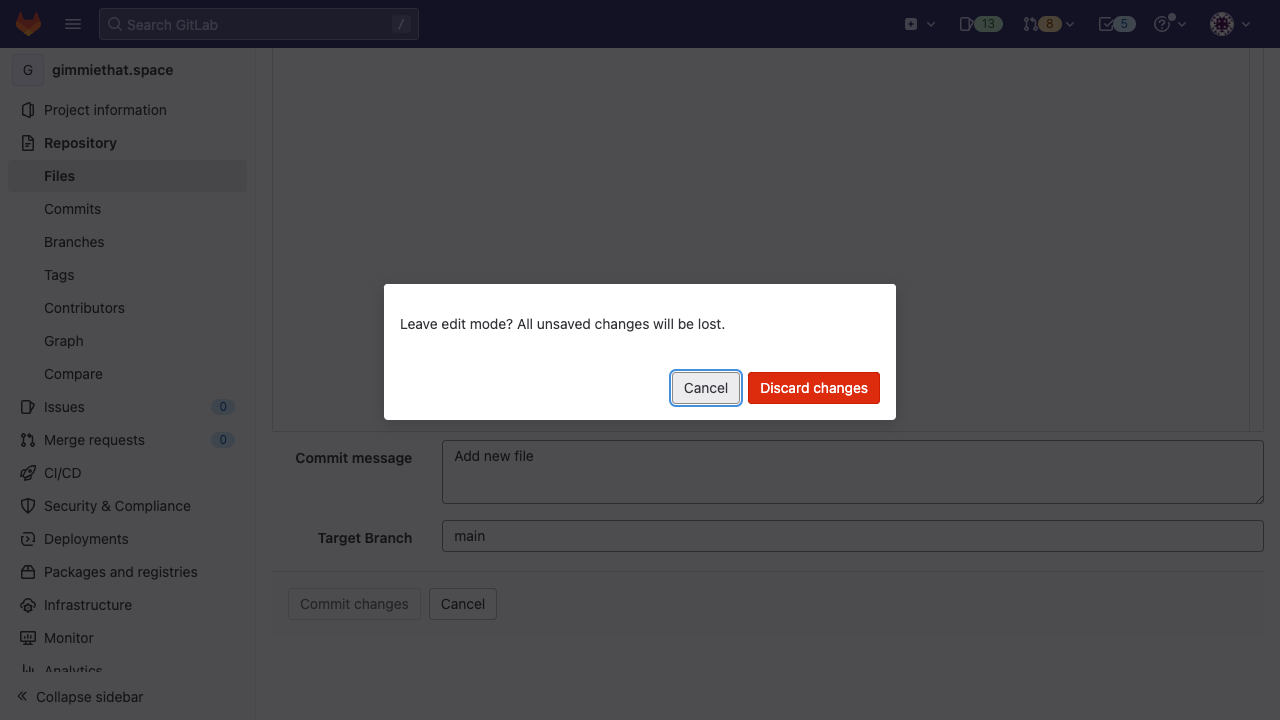 Search GitLab /
13
8
5
G gimmiethat.space
Project information
Repository
Files
Commits
Branches
Tags
Contributors
Graph
Compare
Issues 0
Merge requests 0
CI/CD
Security & Compliance
Deployments
Packages and registries
Infrastructure
Monitor
Analytics
Collapse sidebar
Leave edit mode? All unsaved changes will be lost.
Cancel Discard changes
Commit message Add new file
Target Branch main
Commit changes Cancel